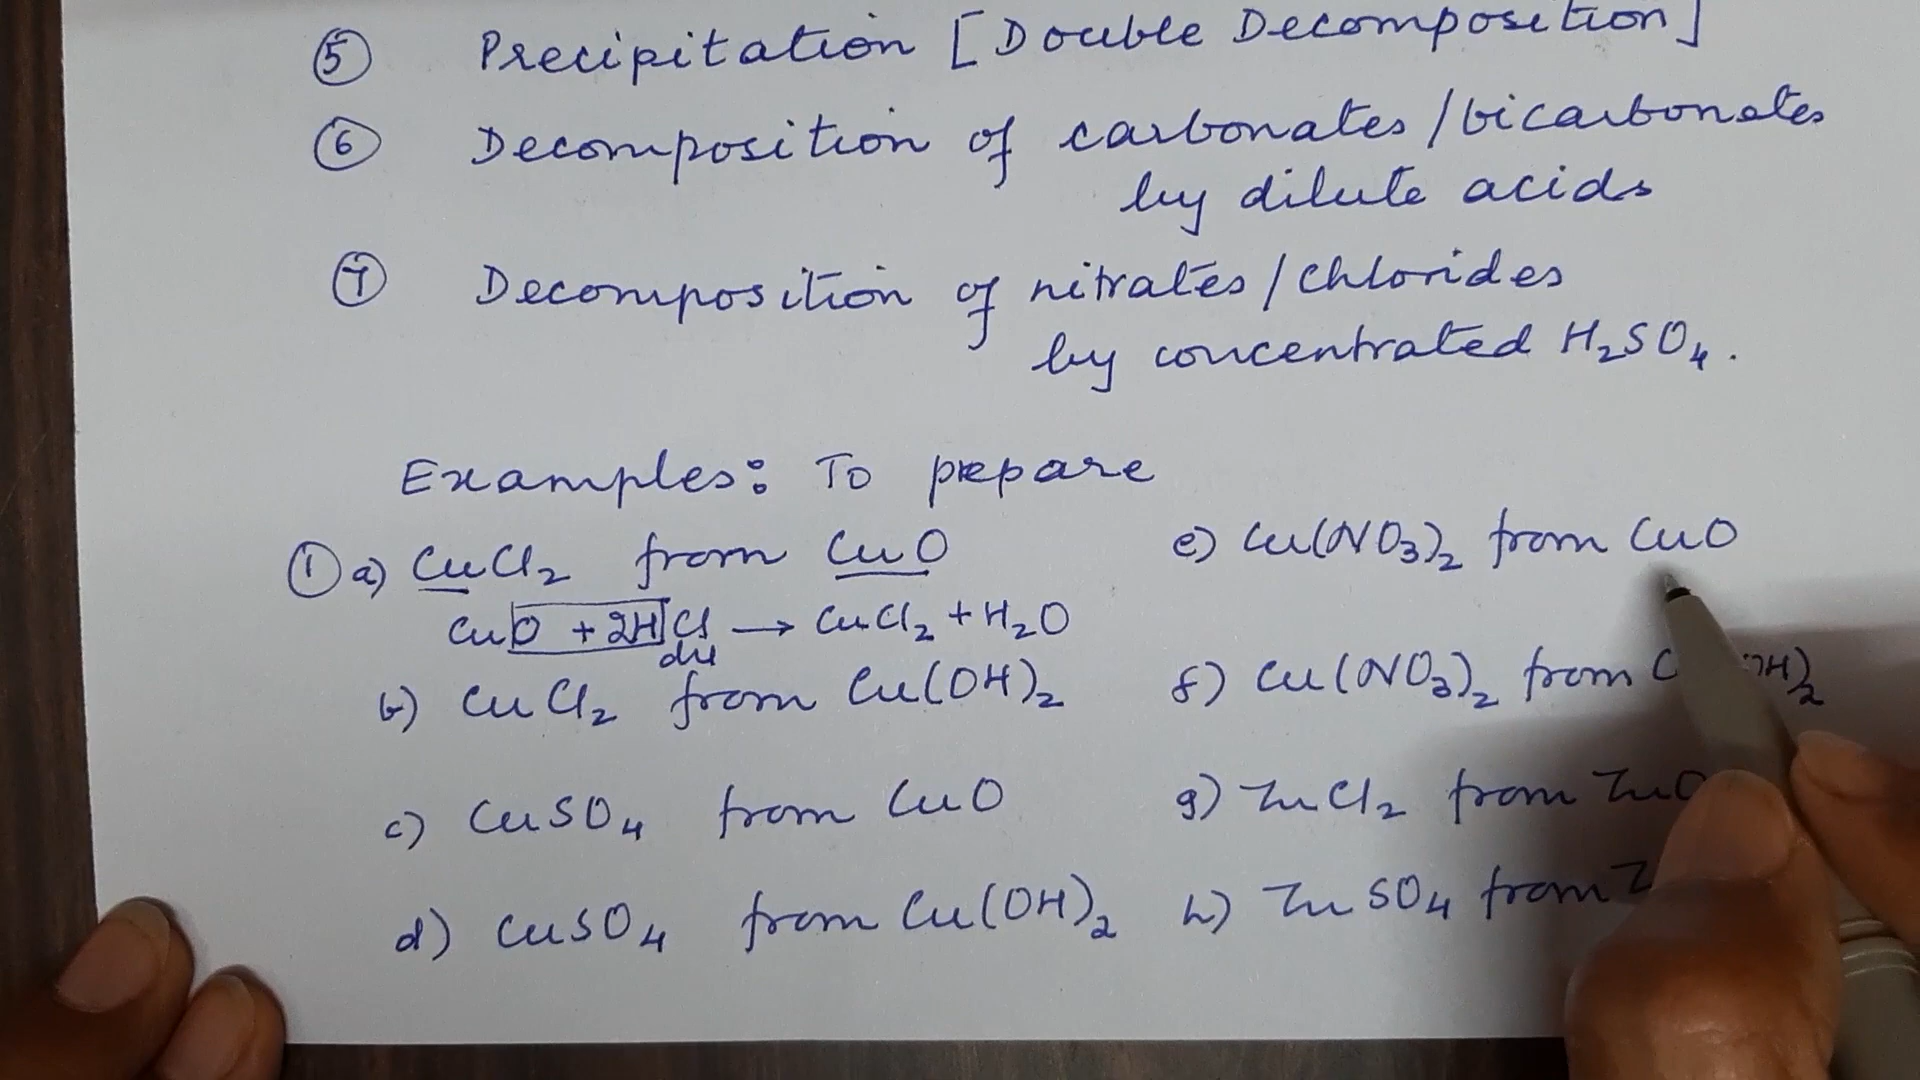 ⑤ Precipitation [Double Decomposition]
⑥ Decomposition of carbonates/bicarbonates
by dilute acids
⑦ Decomposition of nitrates/chlorides
by concentrated H₂SO₄.
Examples: To prepare
① a) CuCl₂ from CuO
CuO + 2HCl → CuCl₂ + H₂O
dil
b) CuCl₂ from Cu(OH)₂
c) CuSO₄ from CuO
d) CuSO₄ from Cu(OH)₂
e) Cu(NO₃)₂ from CuO
f) Cu(NO₃)₂ from C OH)₂
g) ZnCl₂ from ZnO
h) ZnSO₄ from Z